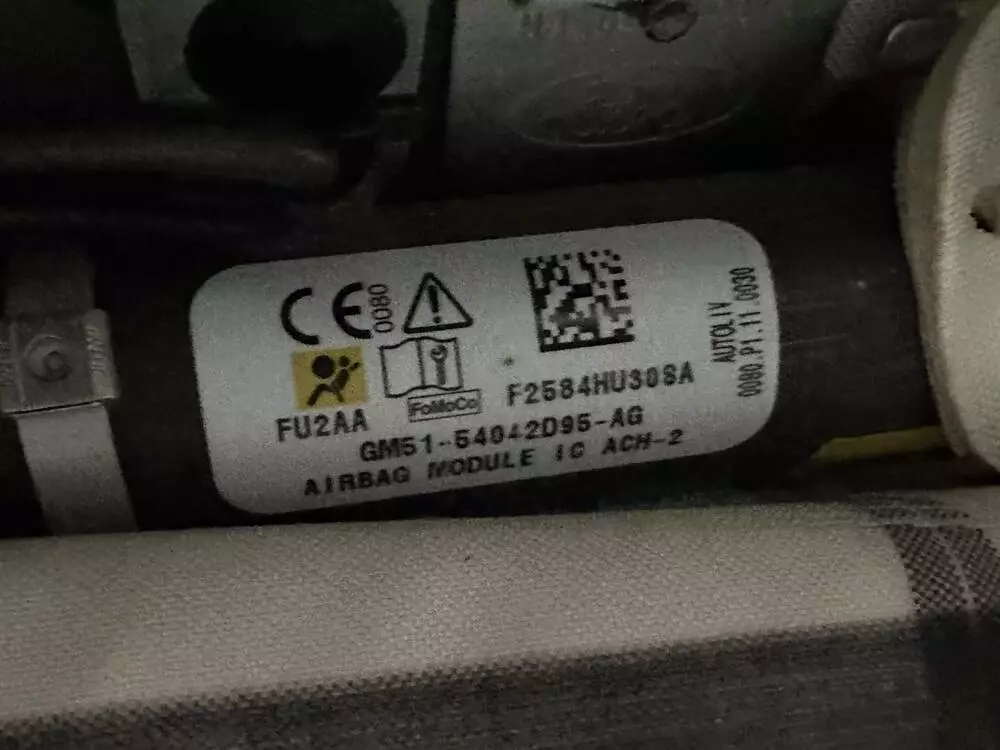 CE 0080
FU2AA
FoMoCo
F2584HU308A
GM51-54042D95-AG
AIRBAG MODULE IC ACH-2
AUTOLIV
0080.P1.11.0030